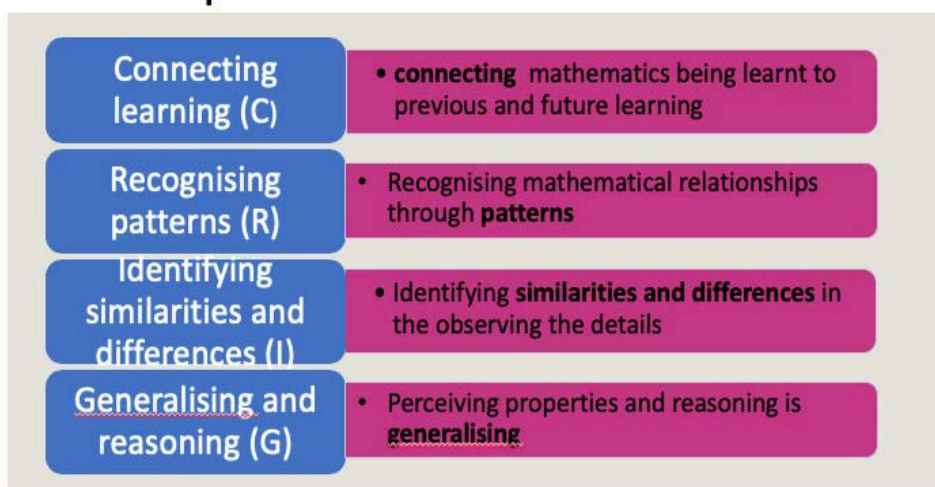 Connecting
learning (C)
• connecting mathematics being learnt to
previous and future learning
Recognising
patterns (R)
• Recognising mathematical relationships
through patterns
Identifying
similarities and
differences (I)
• Identifying similarities and differences in
the observing the details
Generalising and
reasoning (G)
• Perceiving properties and reasoning is
generalising